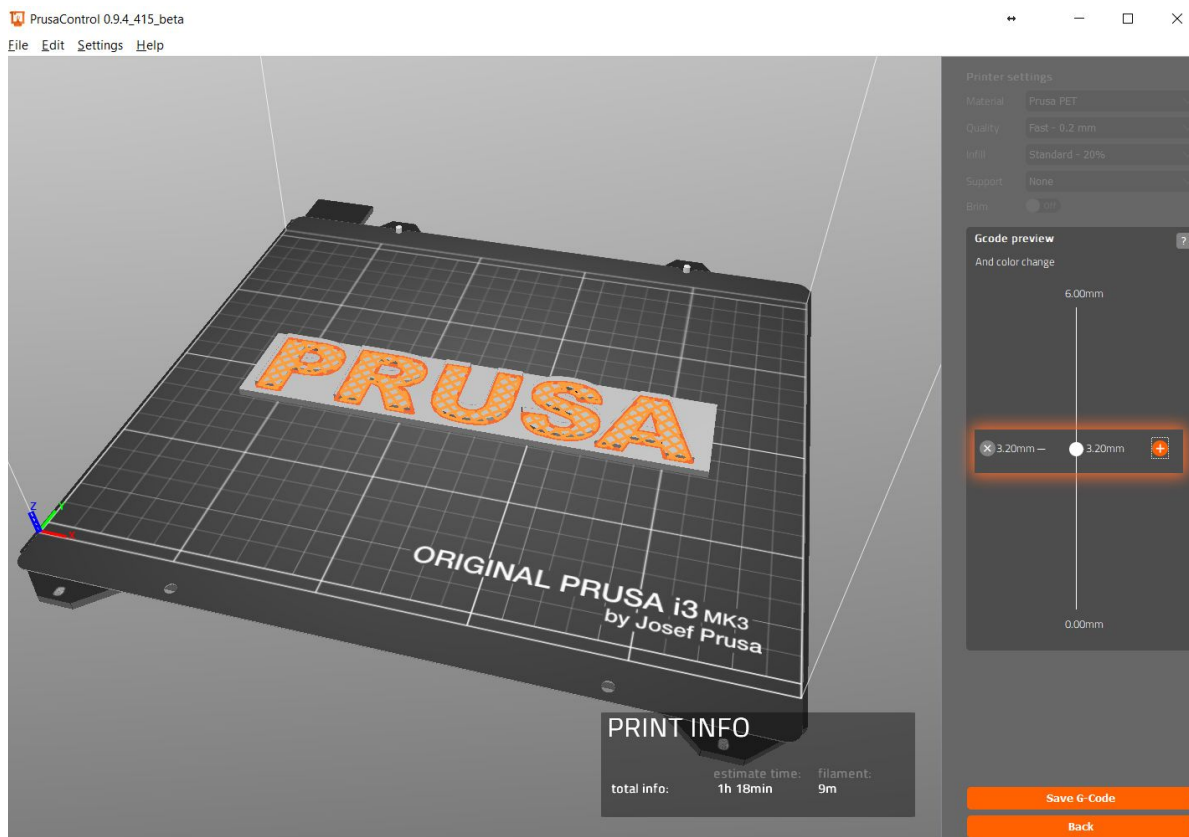 PrusaControl 0.9.4_415_beta
File Edit Settings Help
Printer settings
Material Prusa PET
Quality Fast - 0.2 mm
Infill Standard - 20%
Support None
Brim Off
Gcode preview ?
And color change
6.00mm
3.20mm 3.20mm
0.00mm
PRUSA
Z Y X
ORIGINAL PRUSA i3 MK3
by Josef Prusa
PRINT INFO
estimate time: filament:
total info: 1h 18min 9m
Save G-Code
Back